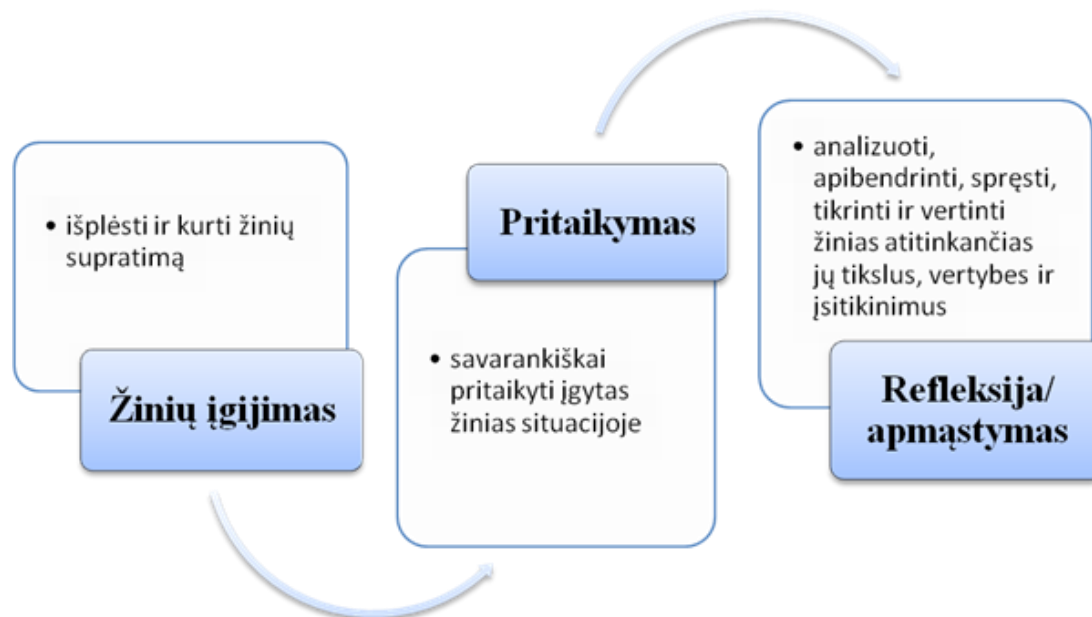 • išplėsti ir kurti žinių
supratimą
Žinių įgijimas
Pritaikymas
• savarankiškai
pritaikyti įgytas
žinias situacijoje
• analizuoti,
apibendrinti, spręsti,
tikrinti ir vertinti
žinias atitinkančias
jų tikslus, vertybes ir
įsitikinimus
Refleksija/
apmąstymas